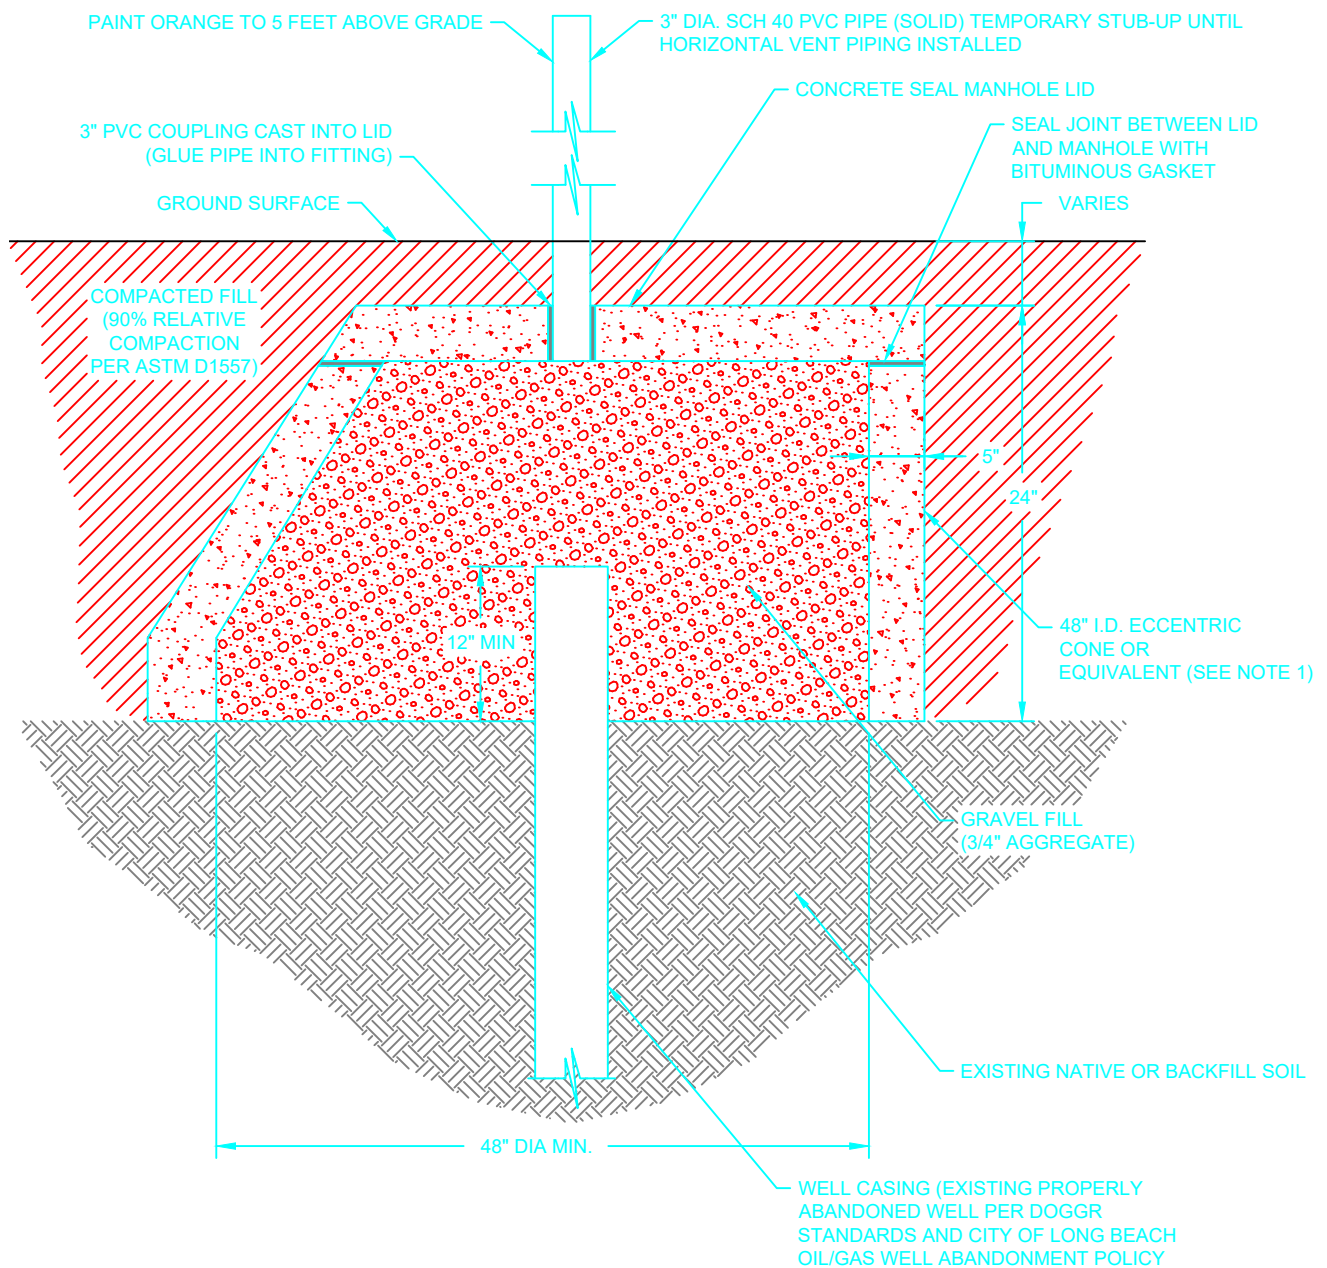 PAINT ORANGE TO 5 FEET ABOVE GRADE
3" DIA. SCH 40 PVC PIPE (SOLID) TEMPORARY STUB-UP UNTIL
HORIZONTAL VENT PIPING INSTALLED
CONCRETE SEAL MANHOLE LID
3" PVC COUPLING CAST INTO LID
(GLUE PIPE INTO FITTING)
SEAL JOINT BETWEEN LID
AND MANHOLE WITH
BITUMINOUS GASKET
GROUND SURFACE
VARIES
COMPACTED FILL
(90% RELATIVE
COMPACTION
PER ASTM D1557)
5"
24"
12" MIN
48" I.D. ECCENTRIC
CONE OR
EQUIVALENT (SEE NOTE 1)
GRAVEL FILL
(3/4" AGGREGATE)
EXISTING NATIVE OR BACKFILL SOIL
48" DIA MIN.
WELL CASING (EXISTING PROPERLY
ABANDONED WELL PER DOGGR
STANDARDS AND CITY OF LONG BEACH
OIL/GAS WELL ABANDONMENT POLICY